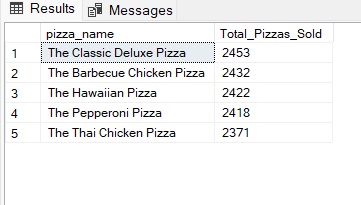 Results Messages
pizza_name Total_Pizzas_Sold
1 The Classic Deluxe Pizza 2453
2 The Barbecue Chicken Pizza 2432
3 The Hawaiian Pizza 2422
4 The Pepperoni Pizza 2418
5 The Thai Chicken Pizza 2371